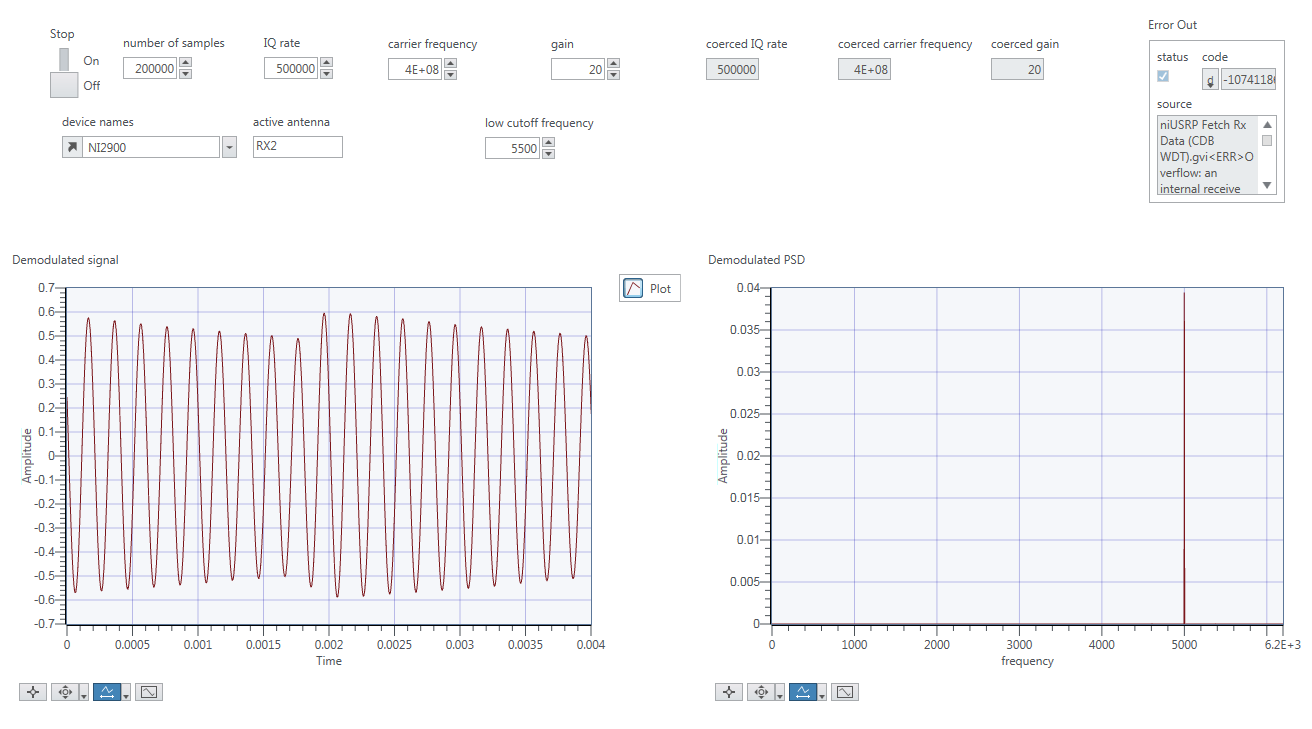 Stop
On
Off
number of samples
200000
IQ rate
500000
carrier frequency
4E+08
gain
20
coerced IQ rate
500000
coerced carrier frequency
4E+08
coerced gain
20
Error Out
status
code
d
-10741186
source
niUSRP Fetch Rx
Data (CDB
WDT).gvi<ERR>O
verflow: an
internal receive
device names
NI2900
active antenna
RX2
low cutoff frequency
5500
Demodulated signal
Plot
Amplitude
0.7
0.6
0.5
0.4
0.3
0.2
0.1
0
-0.1
-0.2
-0.3
-0.4
-0.5
-0.6
-0.7
0
0.0005
0.001
0.0015
0.002
0.0025
0.003
0.0035
0.004
Time
Demodulated PSD
Amplitude
0.04
0.035
0.03
0.025
0.02
0.015
0.01
0.005
0
0
1000
2000
3000
4000
5000
6.2E+3
frequency